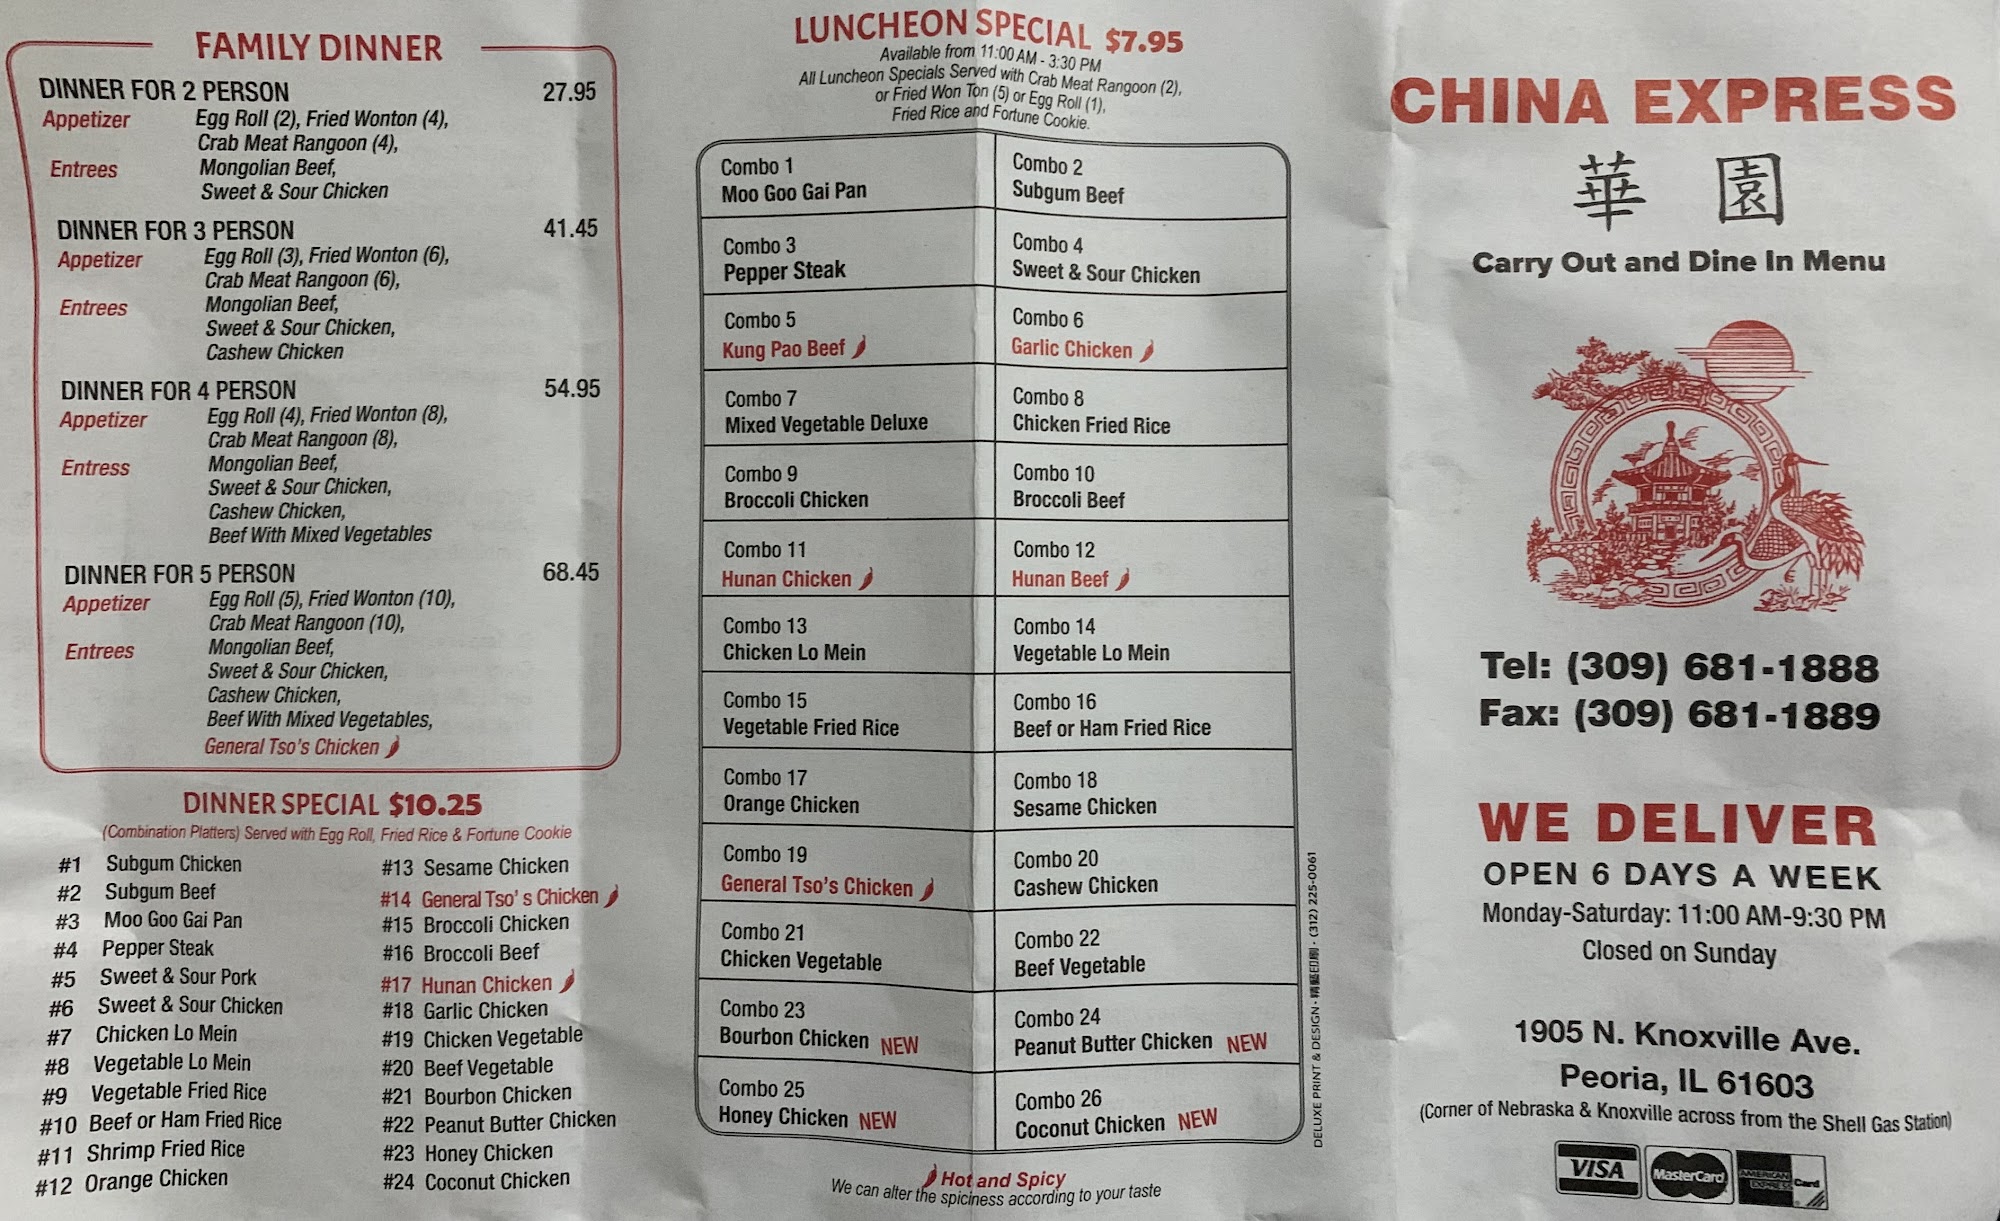 FAMILY DINNER
DINNER FOR 2 PERSON 27.95
Appetizer Egg Roll (2), Fried Wonton (4),
Crab Meat Rangoon (4),
Entrees Mongolian Beef,
Sweet & Sour Chicken
DINNER FOR 3 PERSON 41.45
Appetizer Egg Roll (3), Fried Wonton (6),
Crab Meat Rangoon (6),
Entrees Mongolian Beef,
Sweet & Sour Chicken,
Cashew Chicken
DINNER FOR 4 PERSON 54.95
Appetizer Egg Roll (4), Fried Wonton (8),
Crab Meat Rangoon (8),
Entress Mongolian Beef,
Sweet & Sour Chicken,
Cashew Chicken,
Beef With Mixed Vegetables
DINNER FOR 5 PERSON 68.45
Appetizer Egg Roll (5), Fried Wonton (10),
Crab Meat Rangoon (10),
Entrees Mongolian Beef,
Sweet & Sour Chicken,
Cashew Chicken,
Beef With Mixed Vegetables,
General Tso's Chicken
DINNER SPECIAL $10.25
(Combination Platters) Served with Egg Roll, Fried Rice & Fortune Cookie
#1 Subgum Chicken
#2 Subgum Beef
#3 Moo Goo Gai Pan
#4 Pepper Steak
#5 Sweet & Sour Pork
#6 Sweet & Sour Chicken
#7 Chicken Lo Mein
#8 Vegetable Lo Mein
#9 Vegetable Fried Rice
#10 Beef or Ham Fried Rice
#11 Shrimp Fried Rice
#12 Orange Chicken
#13 Sesame Chicken
#14 General Tso' s Chicken
#15 Broccoli Chicken
#16 Broccoli Beef
#17 Hunan Chicken
#18 Garlic Chicken
#19 Chicken Vegetable
#20 Beef Vegetable
#21 Bourbon Chicken
#22 Peanut Butter Chicken
#23 Honey Chicken
#24 Coconut Chicken
LUNCHEON SPECIAL $7.95
Available from 11:00 AM - 3:30 PM
All Luncheon Specials Served with Crab Meat Rangoon (2),
or Fried Won Ton (5) or Egg Roll (1),
Fried Rice and Fortune Cookie.
Combo 1
Moo Goo Gai Pan
Combo 2
Subgum Beef
Combo 3
Pepper Steak
Combo 4
Sweet & Sour Chicken
Combo 5
Kung Pao Beef
Combo 6
Garlic Chicken
Combo 7
Mixed Vegetable Deluxe
Combo 8
Chicken Fried Rice
Combo 9
Broccoli Chicken
Combo 10
Broccoli Beef
Combo 11
Hunan Chicken
Combo 12
Hunan Beef
Combo 13
Chicken Lo Mein
Combo 14
Vegetable Lo Mein
Combo 15
Vegetable Fried Rice
Combo 16
Beef or Ham Fried Rice
Combo 17
Orange Chicken
Combo 18
Sesame Chicken
Combo 19
General Tso's Chicken
Combo 20
Cashew Chicken
Combo 21
Chicken Vegetable
Combo 22
Beef Vegetable
Combo 23
Bourbon Chicken NEW
Combo 24
Peanut Butter Chicken NEW
Combo 25
Honey Chicken NEW
Combo 26
Coconut Chicken NEW
Hot and Spicy
We can alter the spiciness according to your taste
DELUXE PRINT & DESIGN · 精藝印刷 · (312) 225-0061
CHINA EXPRESS
華園
Carry Out and Dine In Menu
Tel: (309) 681-1888
Fax: (309) 681-1889
WE DELIVER
OPEN 6 DAYS A WEEK
Monday-Saturday: 11:00 AM-9:30 PM
Closed on Sunday
1905 N. Knoxville Ave.
Peoria, IL 61603
(Corner of Nebraska & Knoxville across from the Shell Gas Station)
VISA
MasterCard
AMERICAN EXPRESS Card